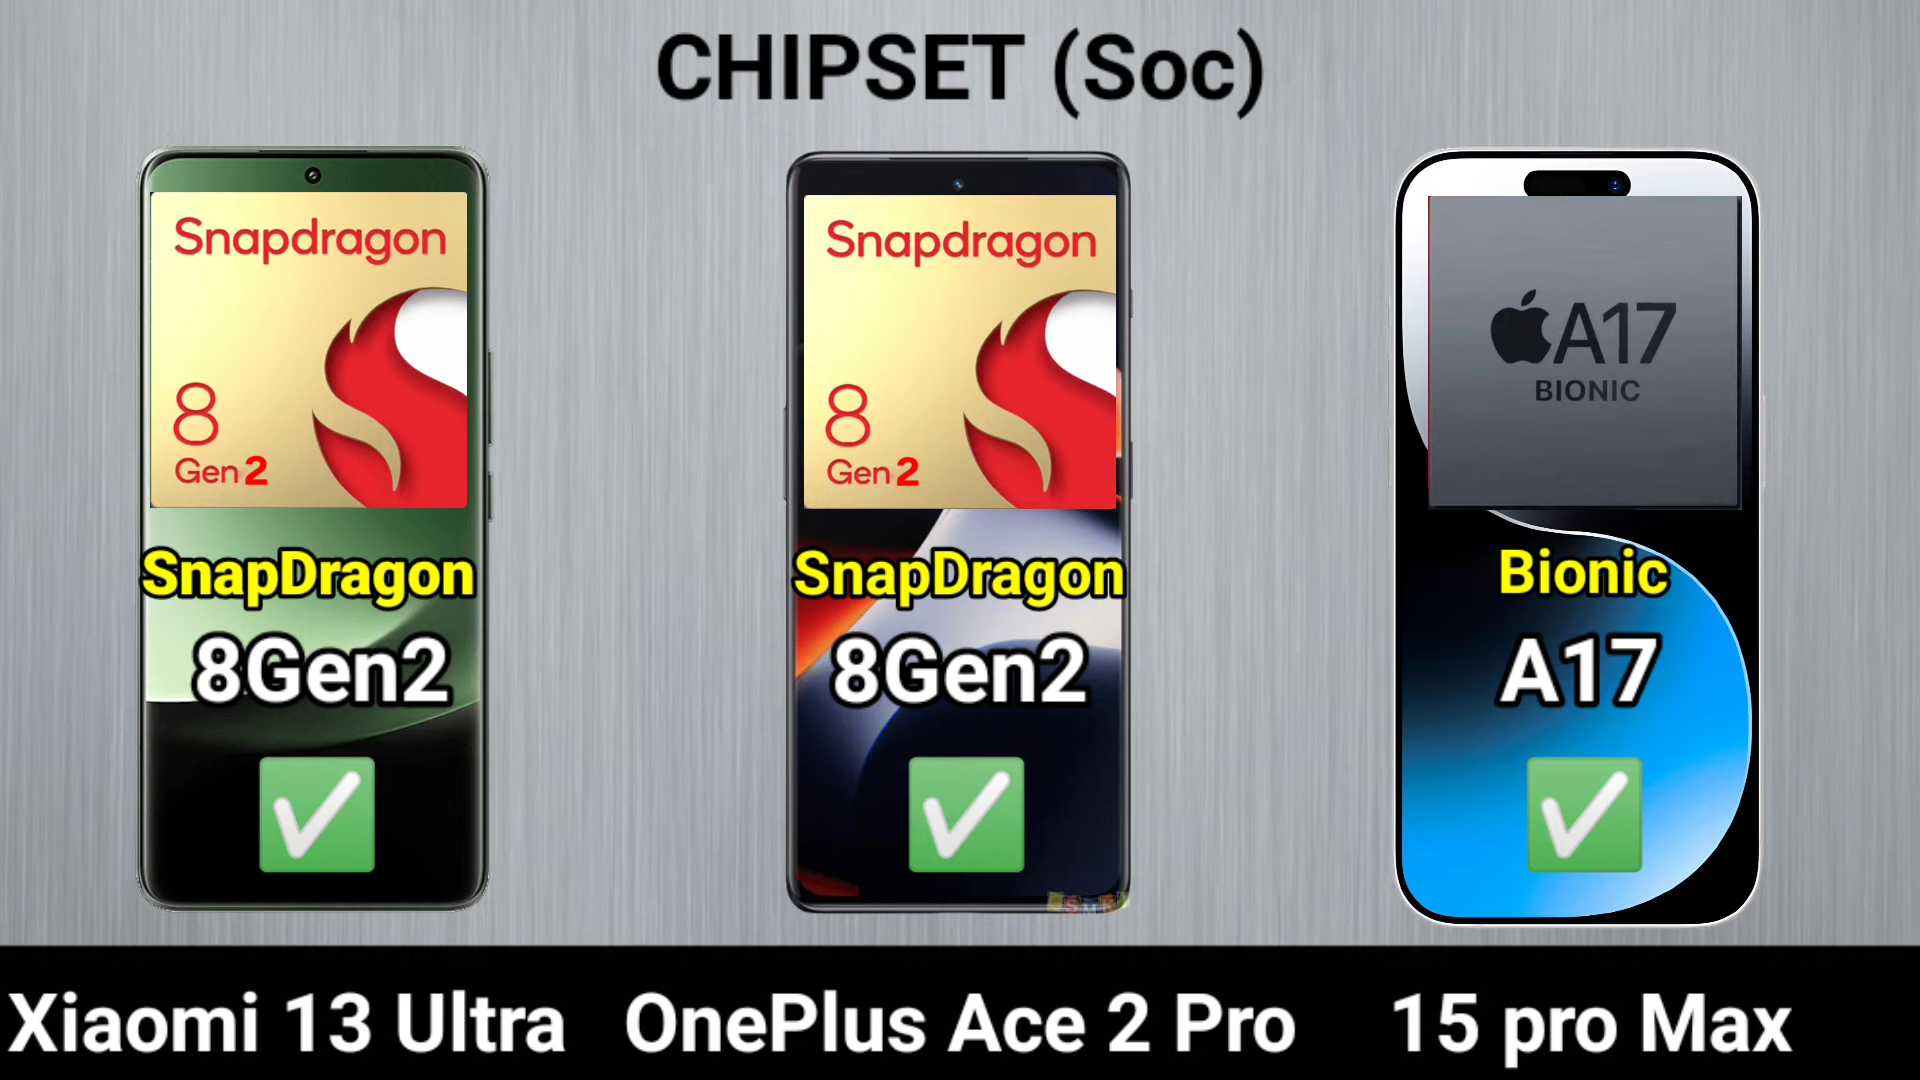 CHIPSET (Soc)
Snapdragon
8
Gen 2
SnapDragon
8Gen2
Snapdragon
8
Gen 2
SnapDragon
8Gen2
A17
BIONIC
Bionic
A17
Xiaomi 13 Ultra
OnePlus Ace 2 Pro
15 pro Max